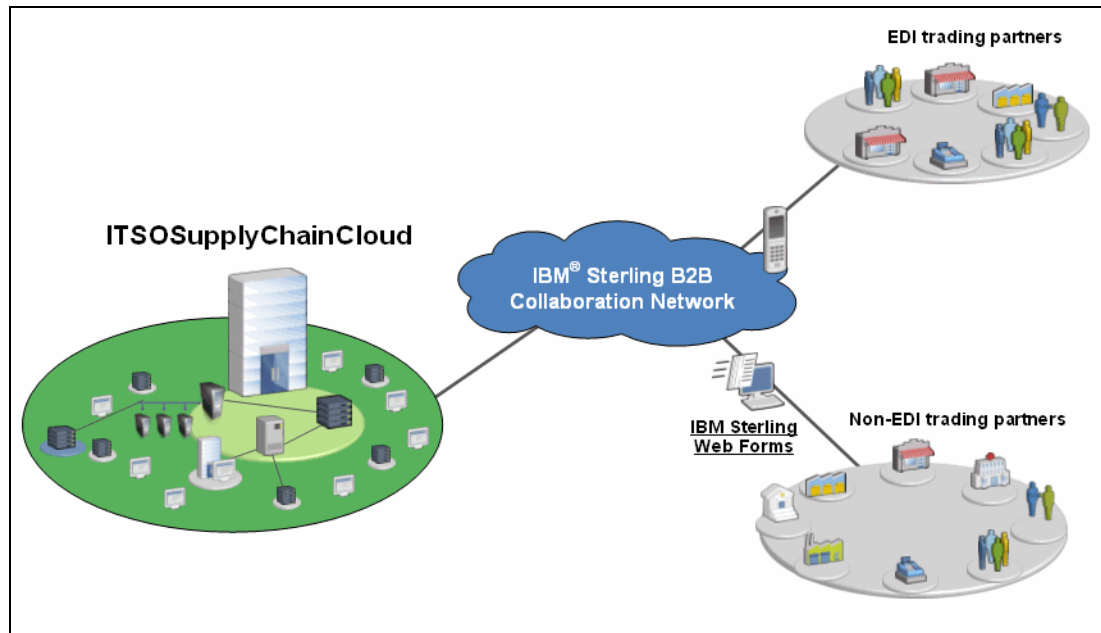 EDI trading partners
ITSOSupplyChainCloud
IBM® Sterling B2B
Collaboration Network
IBM Sterling
Web Forms
Non-EDI trading partners